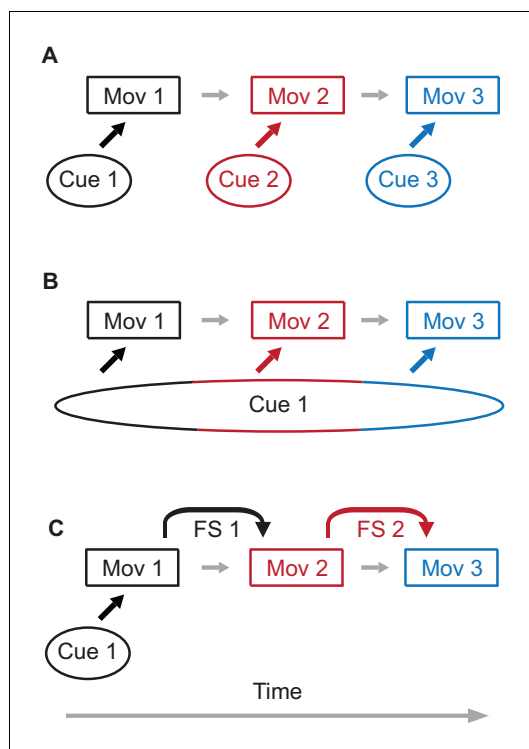 A
Mov 1 Mov 2 Mov 3
Cue 1 Cue 2 Cue 3
B
Mov 1 Mov 2 Mov 3
Cue 1
C
FS 1 FS 2
Mov 1 Mov 2 Mov 3
Cue 1
Time